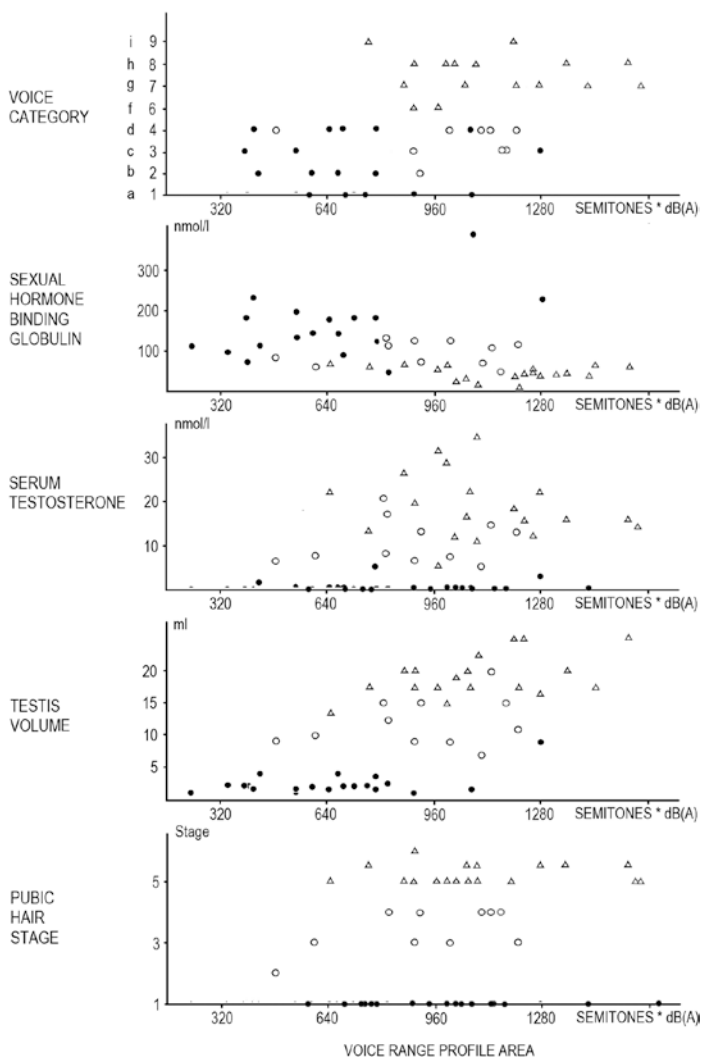 i 9
h 8
g 7
f 6
d 4
c 3
b 2
a 1
VOICE
CATEGORY
320 640 960 1280 SEMITONES * dB(A)
nmol/l
300
200
100
SEXUAL
HORMONE
BINDING
GLOBULIN
320 640 960 1280 SEMITONES * dB(A)
nmol/l
30
20
10
SERUM
TESTOSTERONE
320 640 960 1280 SEMITONES * dB(A)
ml
20
15
10
5
TESTIS
VOLUME
320 640 960 1280 SEMITONES * dB(A)
Stage
5
3
1
PUBIC
HAIR
STAGE
320 640 960 1280 SEMITONES * dB(A)
VOICE RANGE PROFILE AREA